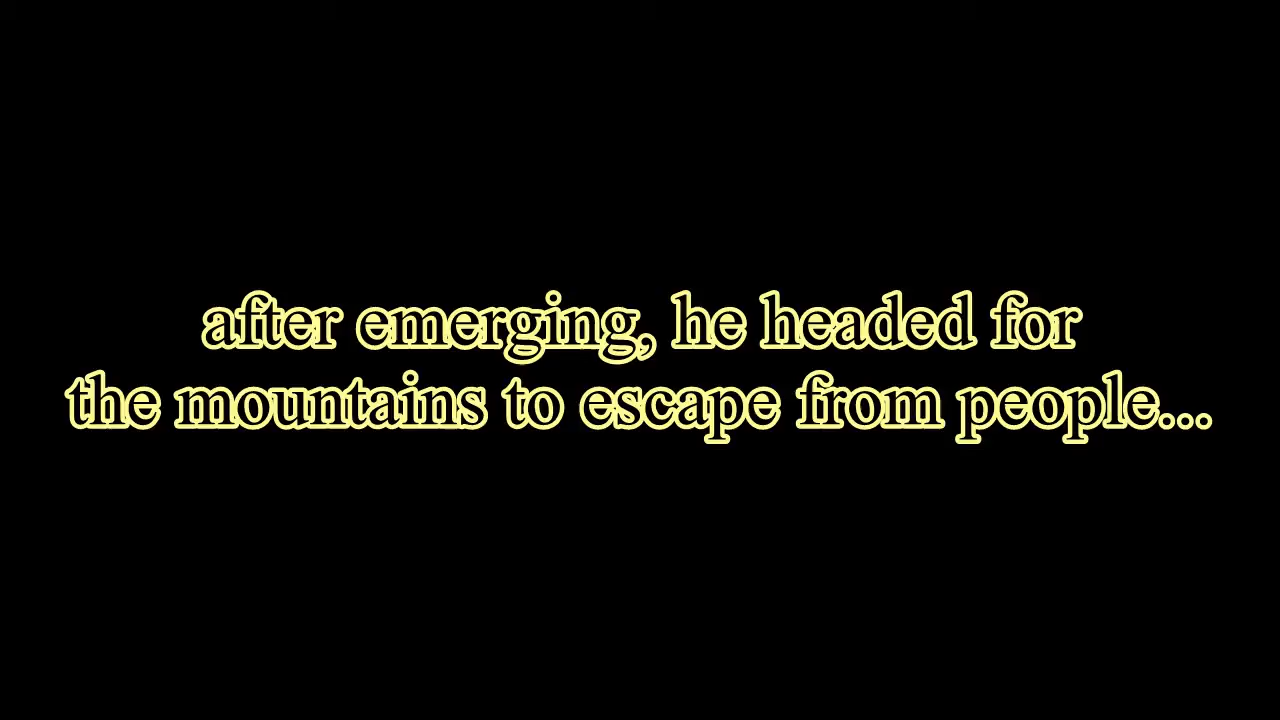 after emerging, he headed for
the mountains to escape from people...